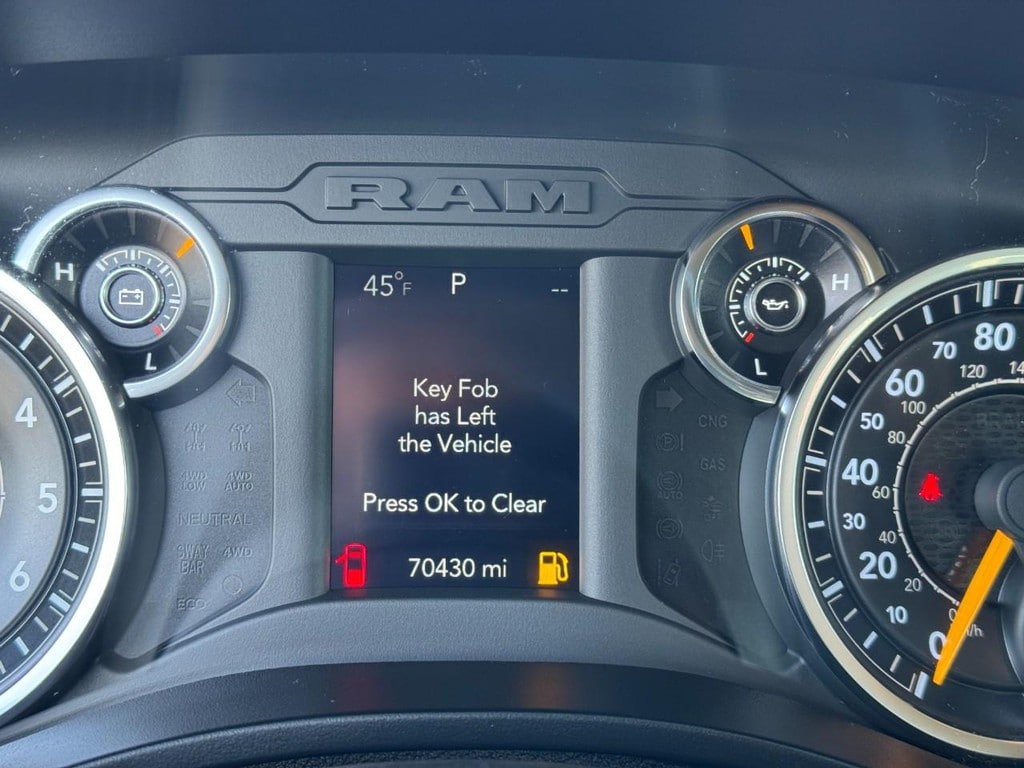 RAM
H
L
45°F P --
Key Fob
has Left
the Vehicle
Press OK to Clear
70430 mi
H
L
4
5
6
4WD
LOW
4WD
AUTO
NEUTRAL
SWAY
BAR
4WD
ECO
CNG
GAS
AUTO
0
10
20
30
40
50
60
70
80
20
40
60
80
100
120